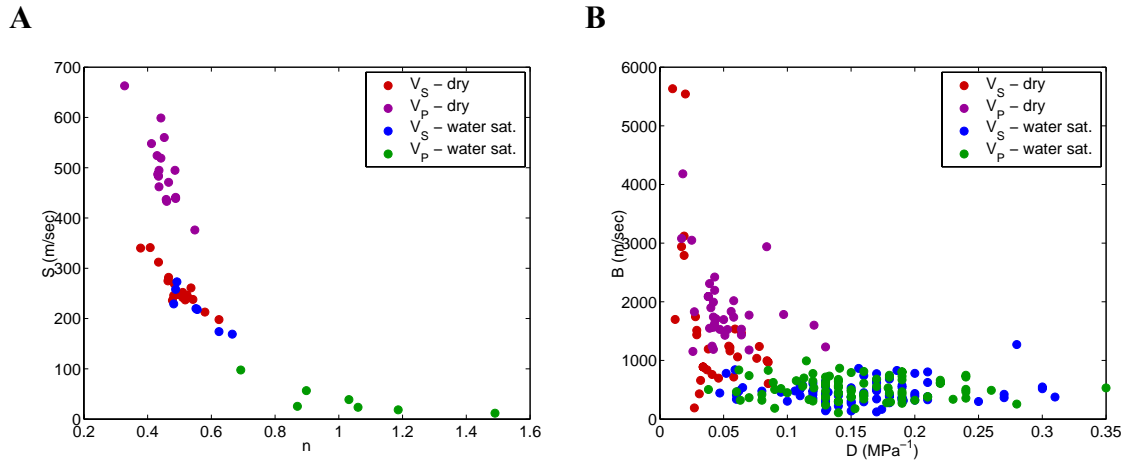 A
B
700
600
500
400
300
200
100
0
S (m/sec)
0.2
0.4
0.6
0.8
1
1.2
1.4
1.6
n
V_S – dry
V_P – dry
V_S – water sat.
V_P – water sat.
6000
5000
4000
3000
2000
1000
0
B (m/sec)
0
0.05
0.1
0.15
0.2
0.25
0.3
0.35
D (MPa⁻¹)
V_S – dry
V_P – dry
V_S – water sat.
V_P – water sat.